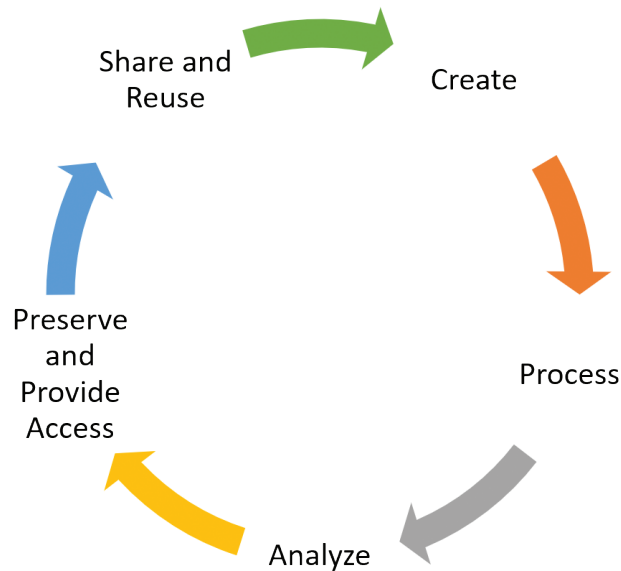 Share and
Reuse
Create
Process
Analyze
Preserve
and
Provide
Access